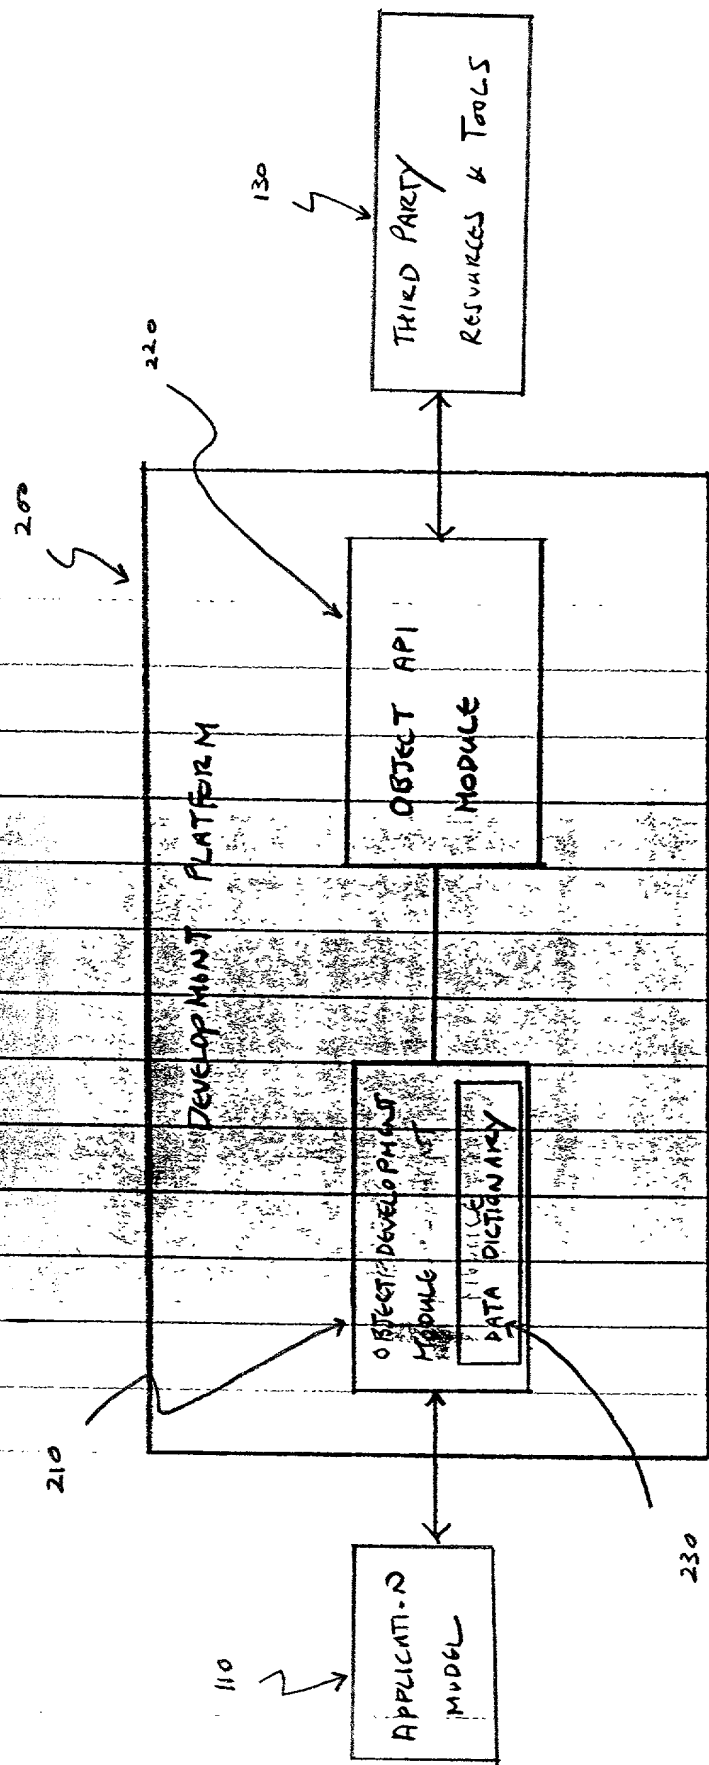 200
220
130
DEVELOPMENT PLATFORM
THIRD PARTY
RESOURCES & TOOLS
OBJECT API
MODULE
210
OBJECT DEVELOPMENT
MODULE
DATA DICTIONARY
110
APPLICATION
MODEL
230